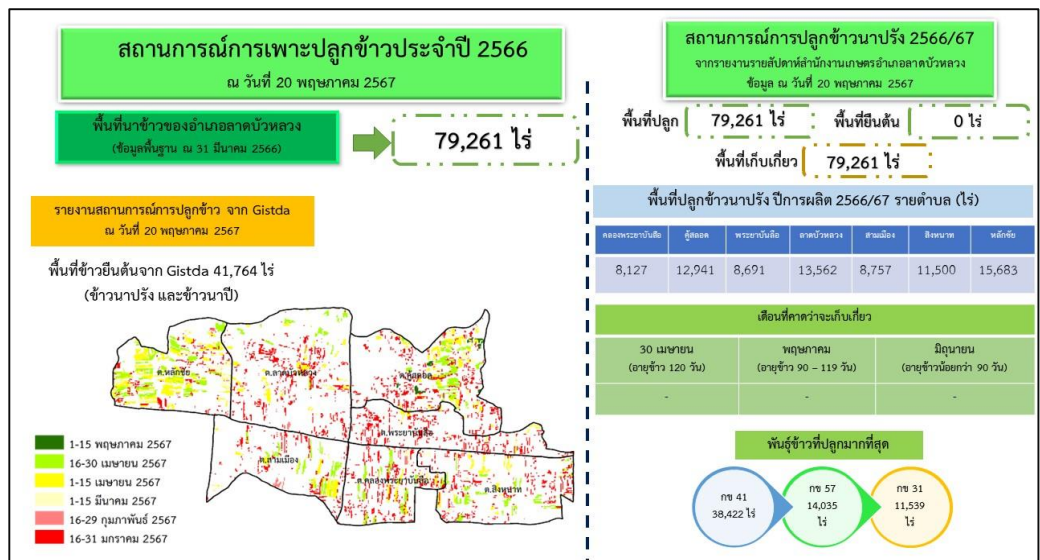 สถานการณ์การเพาะปลูกข้าวประจำปี 2566
ณ วันที่ 20 พฤษภาคม 2567
พื้นที่นาข้าวของอำเภอลาดบัวหลวง
(ข้อมูลพื้นฐาน ณ 31 มีนาคม 2566)
79,261 ไร่
รายงานสถานการณ์การปลูกข้าว จาก Gistda
ณ วันที่ 20 พฤษภาคม 2567
พื้นที่ข้าวยืนต้นจาก Gistda 41,764 ไร่
(ข้าวนาปรัง และข้าวนาปี)
ต.หลักชัย
ต.ลาดบัวหลวง
ต.คู้สลอด
ต.พระยาบันลือ
ต.สามเมือง
ต.คลองพระยาบันลือ
ต.สิงหนาท
1-15 พฤษภาคม 2567
16-30 เมษายน 2567
1-15 เมษายน 2567
1-15 มีนาคม 2567
16-29 กุมภาพันธ์ 2567
16-31 มกราคม 2567
สถานการณ์การปลูกข้าวนาปรัง 2566/67
จากรายงานรายสัปดาห์สำนักงานเกษตรอำเภอลาดบัวหลวง
ข้อมูล ณ วันที่ 20 พฤษภาคม 2567
พื้นที่ปลูก 79,261 ไร่ พื้นที่ยืนต้น 0 ไร่
พื้นที่เก็บเกี่ยว 79,261 ไร่
พื้นที่ปลูกข้าวนาปรัง ปีการผลิต 2566/67 รายตำบล (ไร่)
คลองพระยาบันลือ คู้สลอด พระยาบันลือ ลาดบัวหลวง สามเมือง สิงหนาท หลักชัย
8,127 12,941 8,691 13,562 8,757 11,500 15,683
เดือนที่คาดว่าจะเก็บเกี่ยว
30 เมษายน พฤษภาคม มิถุนายน
(อายุข้าว 120 วัน) (อายุข้าว 90 – 119 วัน) (อายุข้าวน้อยกว่า 90 วัน)
- - -
พันธุ์ข้าวที่ปลูกมากที่สุด
กข 41
38,422 ไร่
กข 57
14,035
ไร่
กข 31
11,539
ไร่